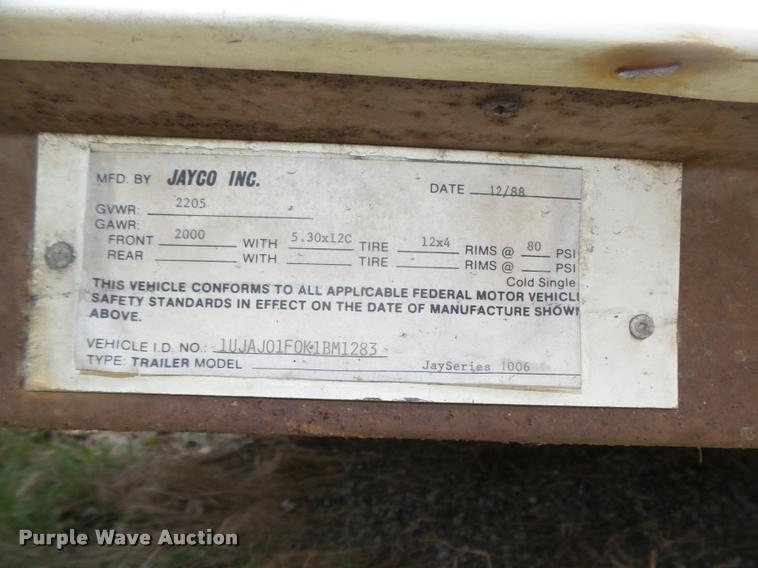 MFD. BY JAYCO INC. DATE 12/88
GVWR: 2205
GAWR:
FRONT 2000 WITH 5.30x12C TIRE 12x4 RIMS @ 80 PSI
REAR WITH TIRE RIMS @ PSI
Cold Single
THIS VEHICLE CONFORMS TO ALL APPLICABLE FEDERAL MOTOR VEHICL
SAFETY STANDARDS IN EFFECT ON THE DATE OF MANUFACTURE SHOWN
ABOVE.
VEHICLE I.D. NO.: 1UJAJ01F0K1BM1283
TYPE: TRAILER MODEL JaySeries 1006
Purple Wave Auction